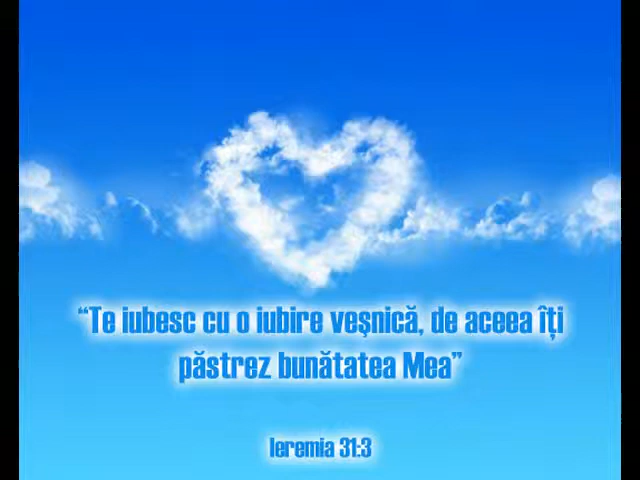 “Te iubesc cu o iubire veşnică, de aceea îţi
păstrez bunătatea Mea”
Ieremia 31:3